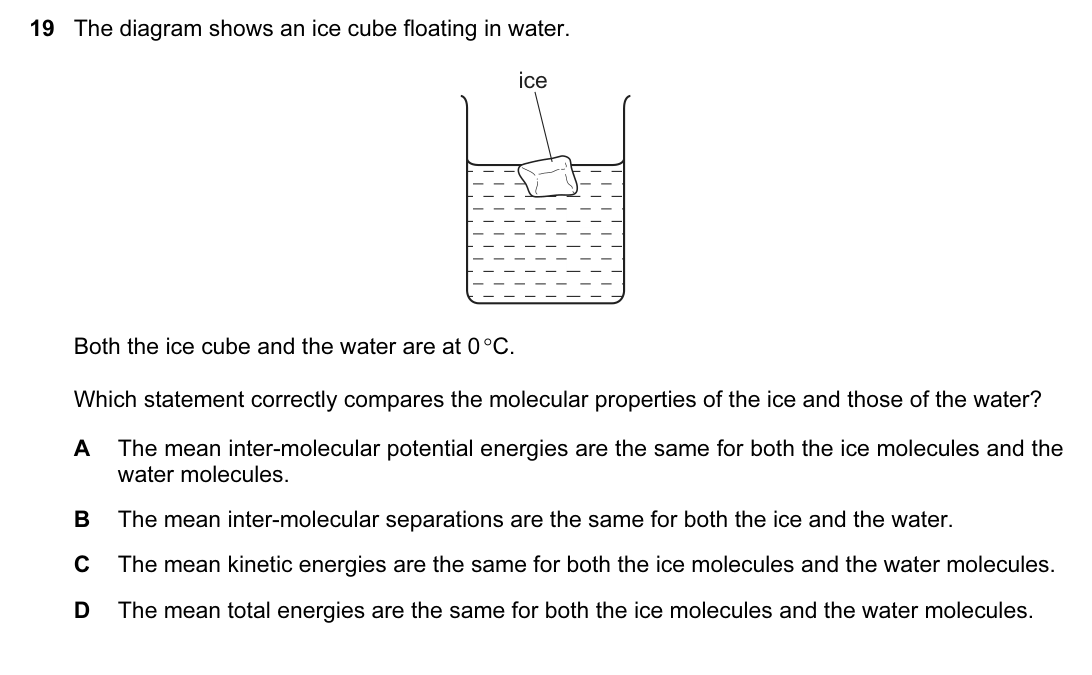 19 The diagram shows an ice cube floating in water.
ice
Both the ice cube and the water are at 0 °C.
Which statement correctly compares the molecular properties of the ice and those of the water?
A The mean inter-molecular potential energies are the same for both the ice molecules and the
water molecules.
B The mean inter-molecular separations are the same for both the ice and the water.
C The mean kinetic energies are the same for both the ice molecules and the water molecules.
D The mean total energies are the same for both the ice molecules and the water molecules.